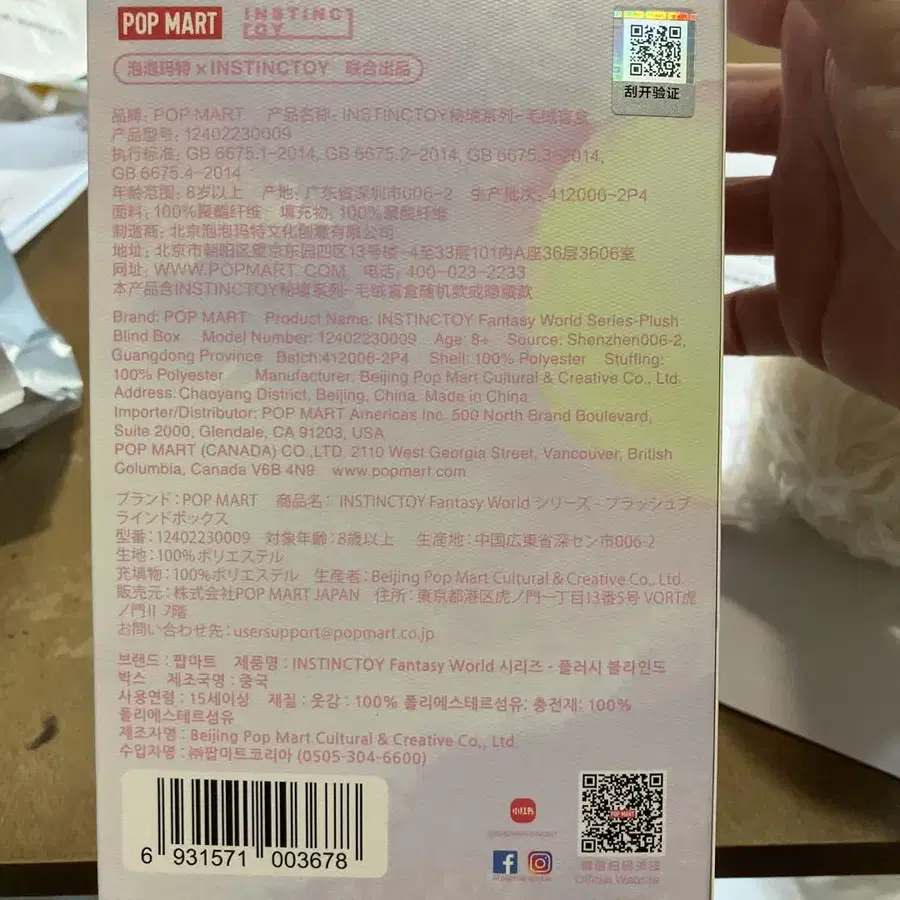 POP MART INSTINCTOY
泡泡玛特×INSTINCTOY 联合出品
刮开验证
品牌：POP MART 产品名称：INSTINCTOY秘境系列-毛绒盲盒
产品型号：12402230009
执行标准：GB 6675.1-2014, GB 6675.2-2014, GB 6675.3-2014,
GB 6675.4-2014
年龄范围：8岁以上 产地：广东省深圳市006-2 生产批次：412006-2P4
面料：100%聚酯纤维 填充物：100%聚酯纤维
制造商：北京泡泡玛特文化创意有限公司
地址：北京市朝阳区望京东园四区13号楼-4至33层101内A座36层3606室
网址：WWW.POPMART.COM 电话：400-023-2233
本产品含INSTINCTOY秘境系列-毛绒盲盒随机款或隐藏款
Brand: POP MART Product Name: INSTINCTOY Fantasy World Series-Plush
Blind Box Model Number: 12402230009 Age: 8+ Source: Shenzhen006-2,
Guangdong Province Batch:412006-2P4 Shell: 100% Polyester Stuffing:
100% Polyester Manufacturer: Beijing Pop Mart Cultural & Creative Co., Ltd.
Address:Chaoyang District, Beijing, China. Made in China
Importer/Distributor: POP MART Americas Inc. 500 North Brand Boulevard,
Suite 2000, Glendale, CA 91203, USA
POP MART (CANADA) CO.,LTD. 2110 West Georgia Street, Vancouver, British
Columbia, Canada V6B 4N9 www.popmart.com
ブランド：POP MART 商品名： INSTINCTOY Fantasy World シリーズ - プラッシュブ
ラインドボックス
型番：12402230009 対象年齢：8歳以上 生産地：中国広東省深セン市006-2
生地：100%ポリエステル
充填物：100%ポリエステル 生産者：Beijing Pop Mart Cultural & Creative Co., Ltd.
販売元：株式会社POP MART JAPAN 住所：東京都港区虎ノ門一丁目13番5号 VORT虎
ノ門II 7階
お問い合わせ先：usersupport@popmart.co.jp
브랜드 : 팝마트 제품명 : INSTINCTOY Fantasy World 시리즈 - 플러시 블라인드
박스 제조국명 : 중국
사용연령 : 15세이상 재질 : 옷감 : 100% 폴리에스테르섬유; 충전재: 100%
폴리에스테르섬유
제조자명 : Beijing Pop Mart Cultural & Creative Co., Ltd.
수입자명 : ㈜팝마트코리아 (0505-304-6600)
6 931571 003678
小红书
POP MART
微信扫码关注
Official Website